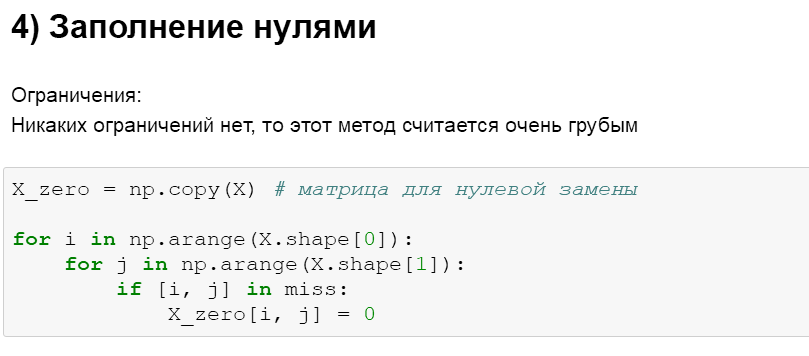 4) Заполнение нулями
Ограничения:
Никаких ограничений нет, то этот метод считается очень грубым
X_zero = np.copy(X) # матрица для нулевой замены
for i in np.arange(X.shape[0]):
    for j in np.arange(X.shape[1]):
        if [i, j] in miss:
            X_zero[i, j] = 0